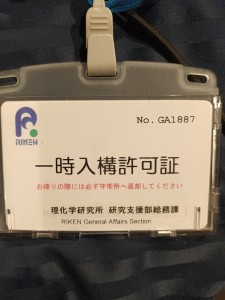 No.GA1887
RIKEN
一時入構許可証
お帰りの際には必ず守衛所へ返却してください
理化学研究所 研究支援部総務課
RIKEN General Affairs Section